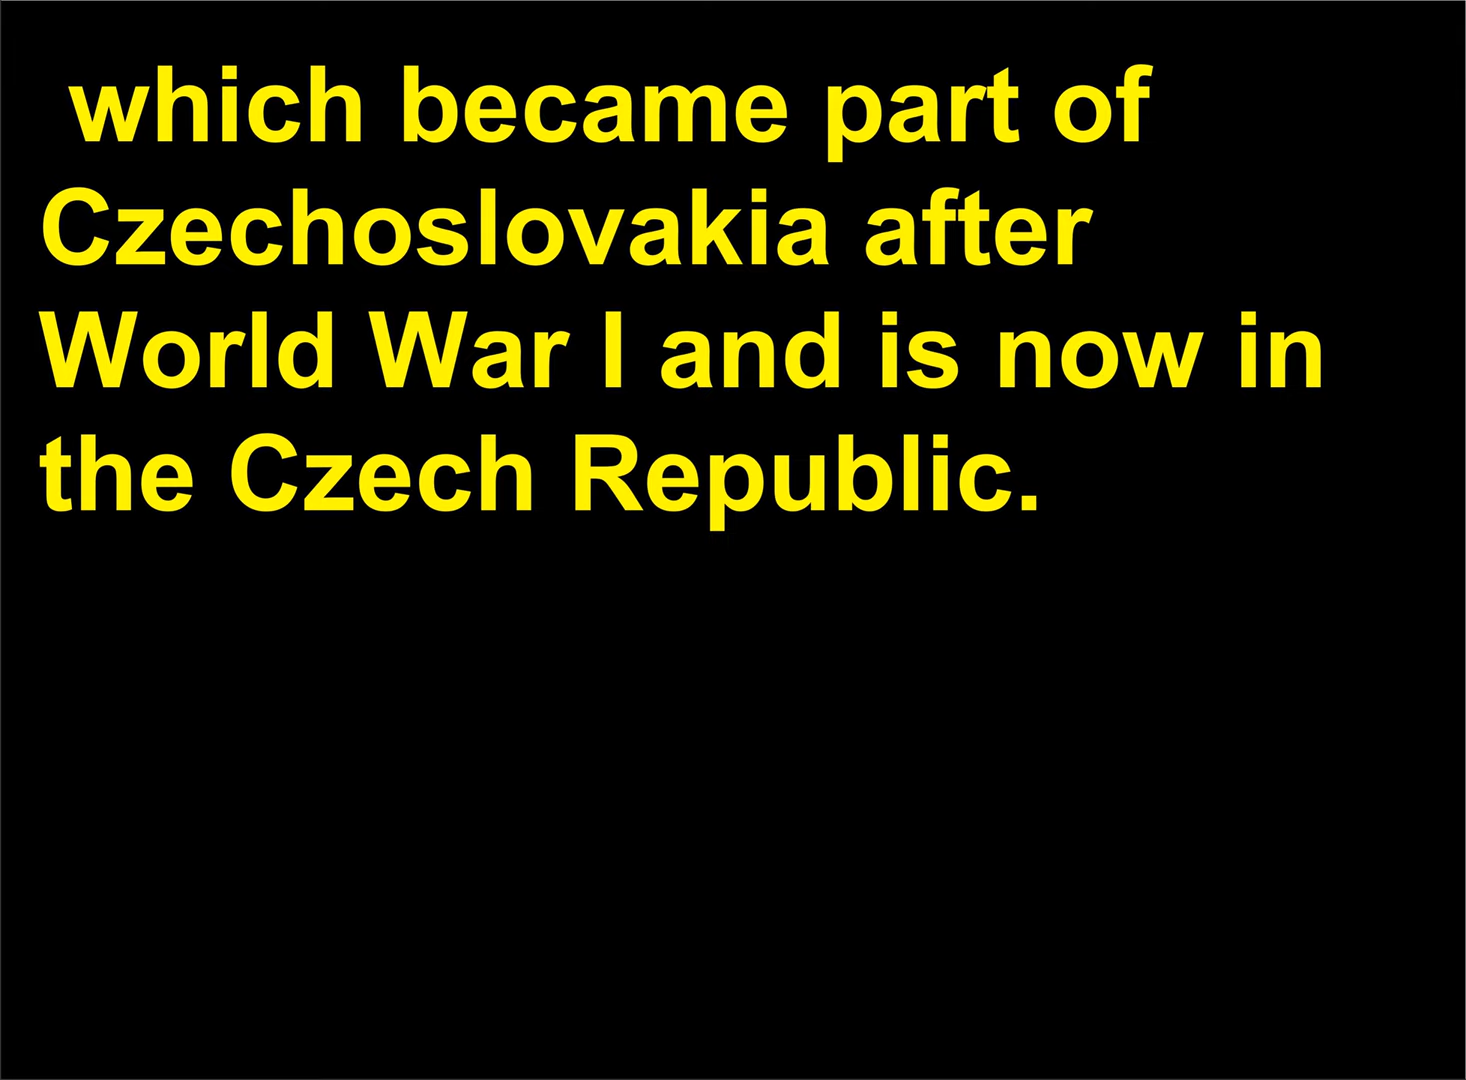 which became part of
Czechoslovakia after
World War I and is now in
the Czech Republic.